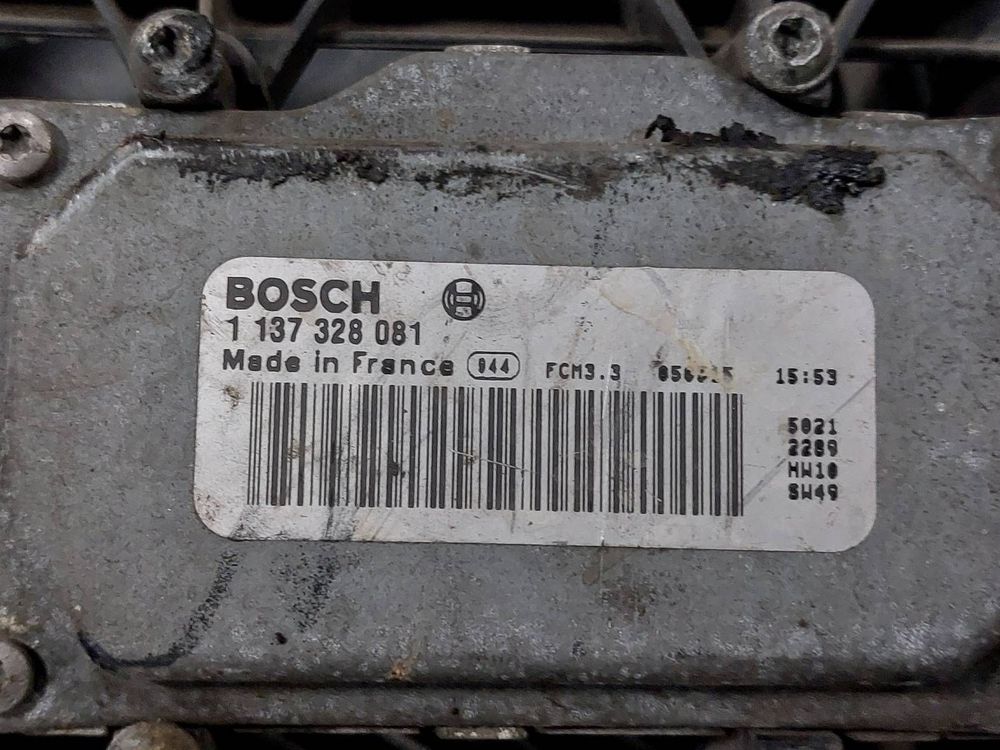 BOSCH
1 137 328 081
Made in France 044 FCM3.3 15:53
5021
2289
HW10
SW49